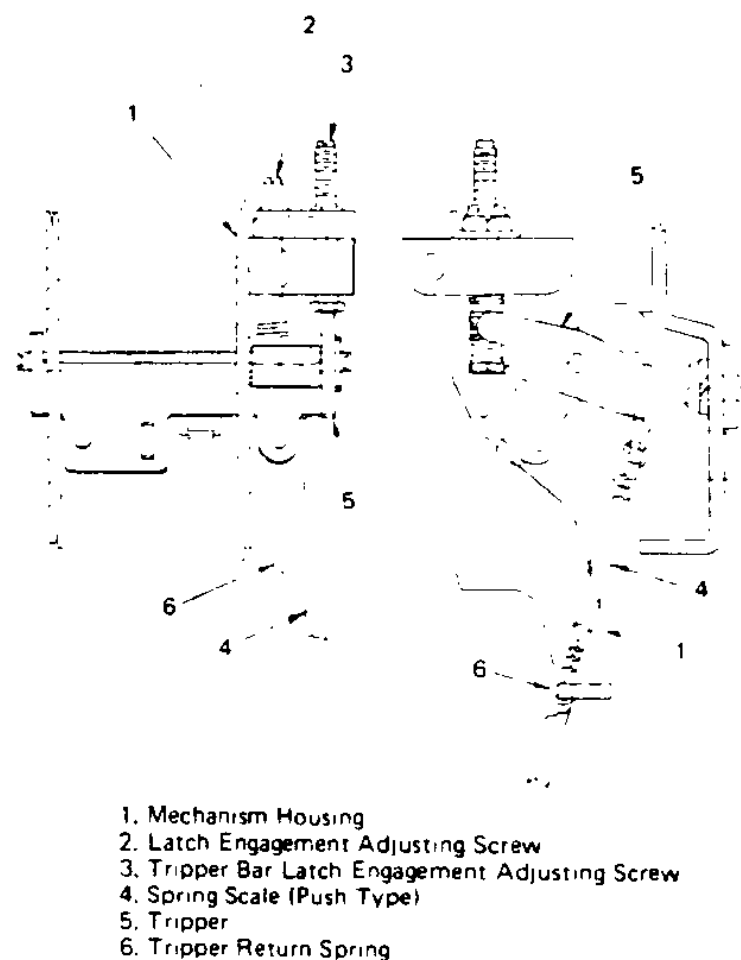 2
3
1
5
5
6
4
4
1
6
1. Mechanism Housing
2. Latch Engagement Adjusting Screw
3. Tripper Bar Latch Engagement Adjusting Screw
4. Spring Scale (Push Type)
5. Tripper
6. Tripper Return Spring